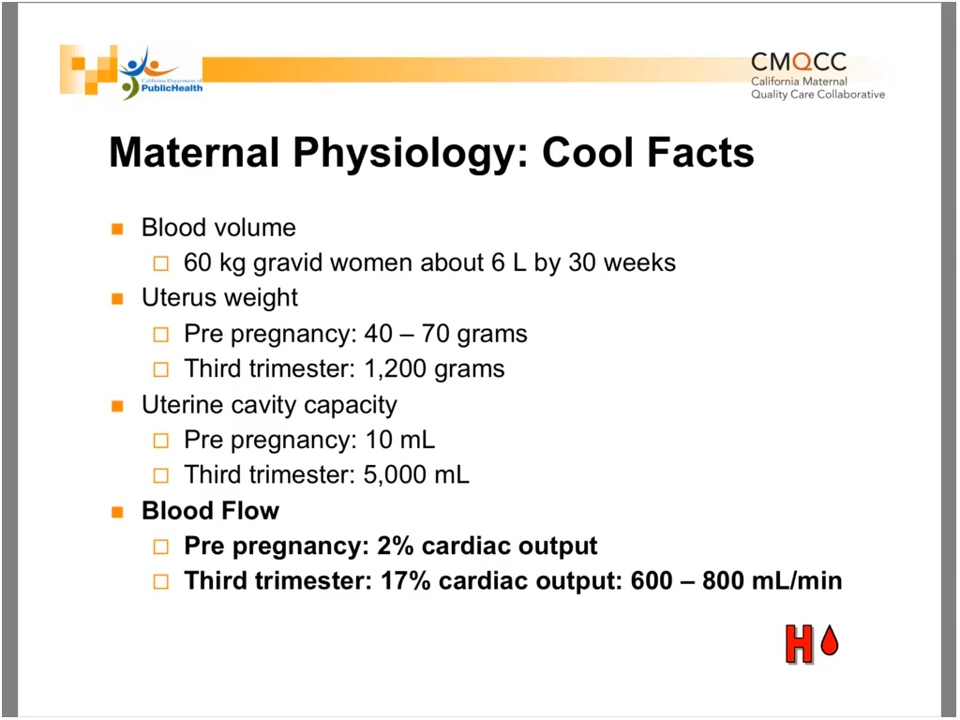 California Department of
PublicHealth
CMQCC
California Maternal
Quality Care Collaborative
Maternal Physiology: Cool Facts
Blood volume
60 kg gravid women about 6 L by 30 weeks
Uterus weight
Pre pregnancy: 40 – 70 grams
Third trimester: 1,200 grams
Uterine cavity capacity
Pre pregnancy: 10 mL
Third trimester: 5,000 mL
Blood Flow
Pre pregnancy: 2% cardiac output
Third trimester: 17% cardiac output: 600 – 800 mL/min
H